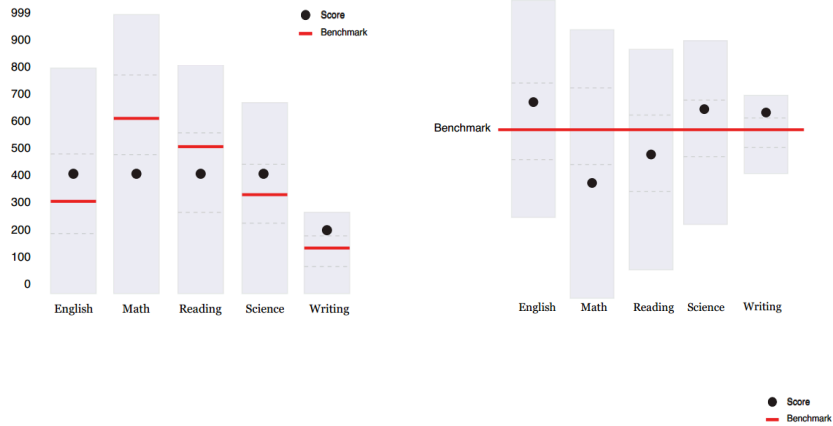 999
900
800
700
600
500
400
300
200
100
0
Score
Benchmark
English Math Reading Science Writing
Benchmark
English Math Reading Science Writing
Score
Benchmark